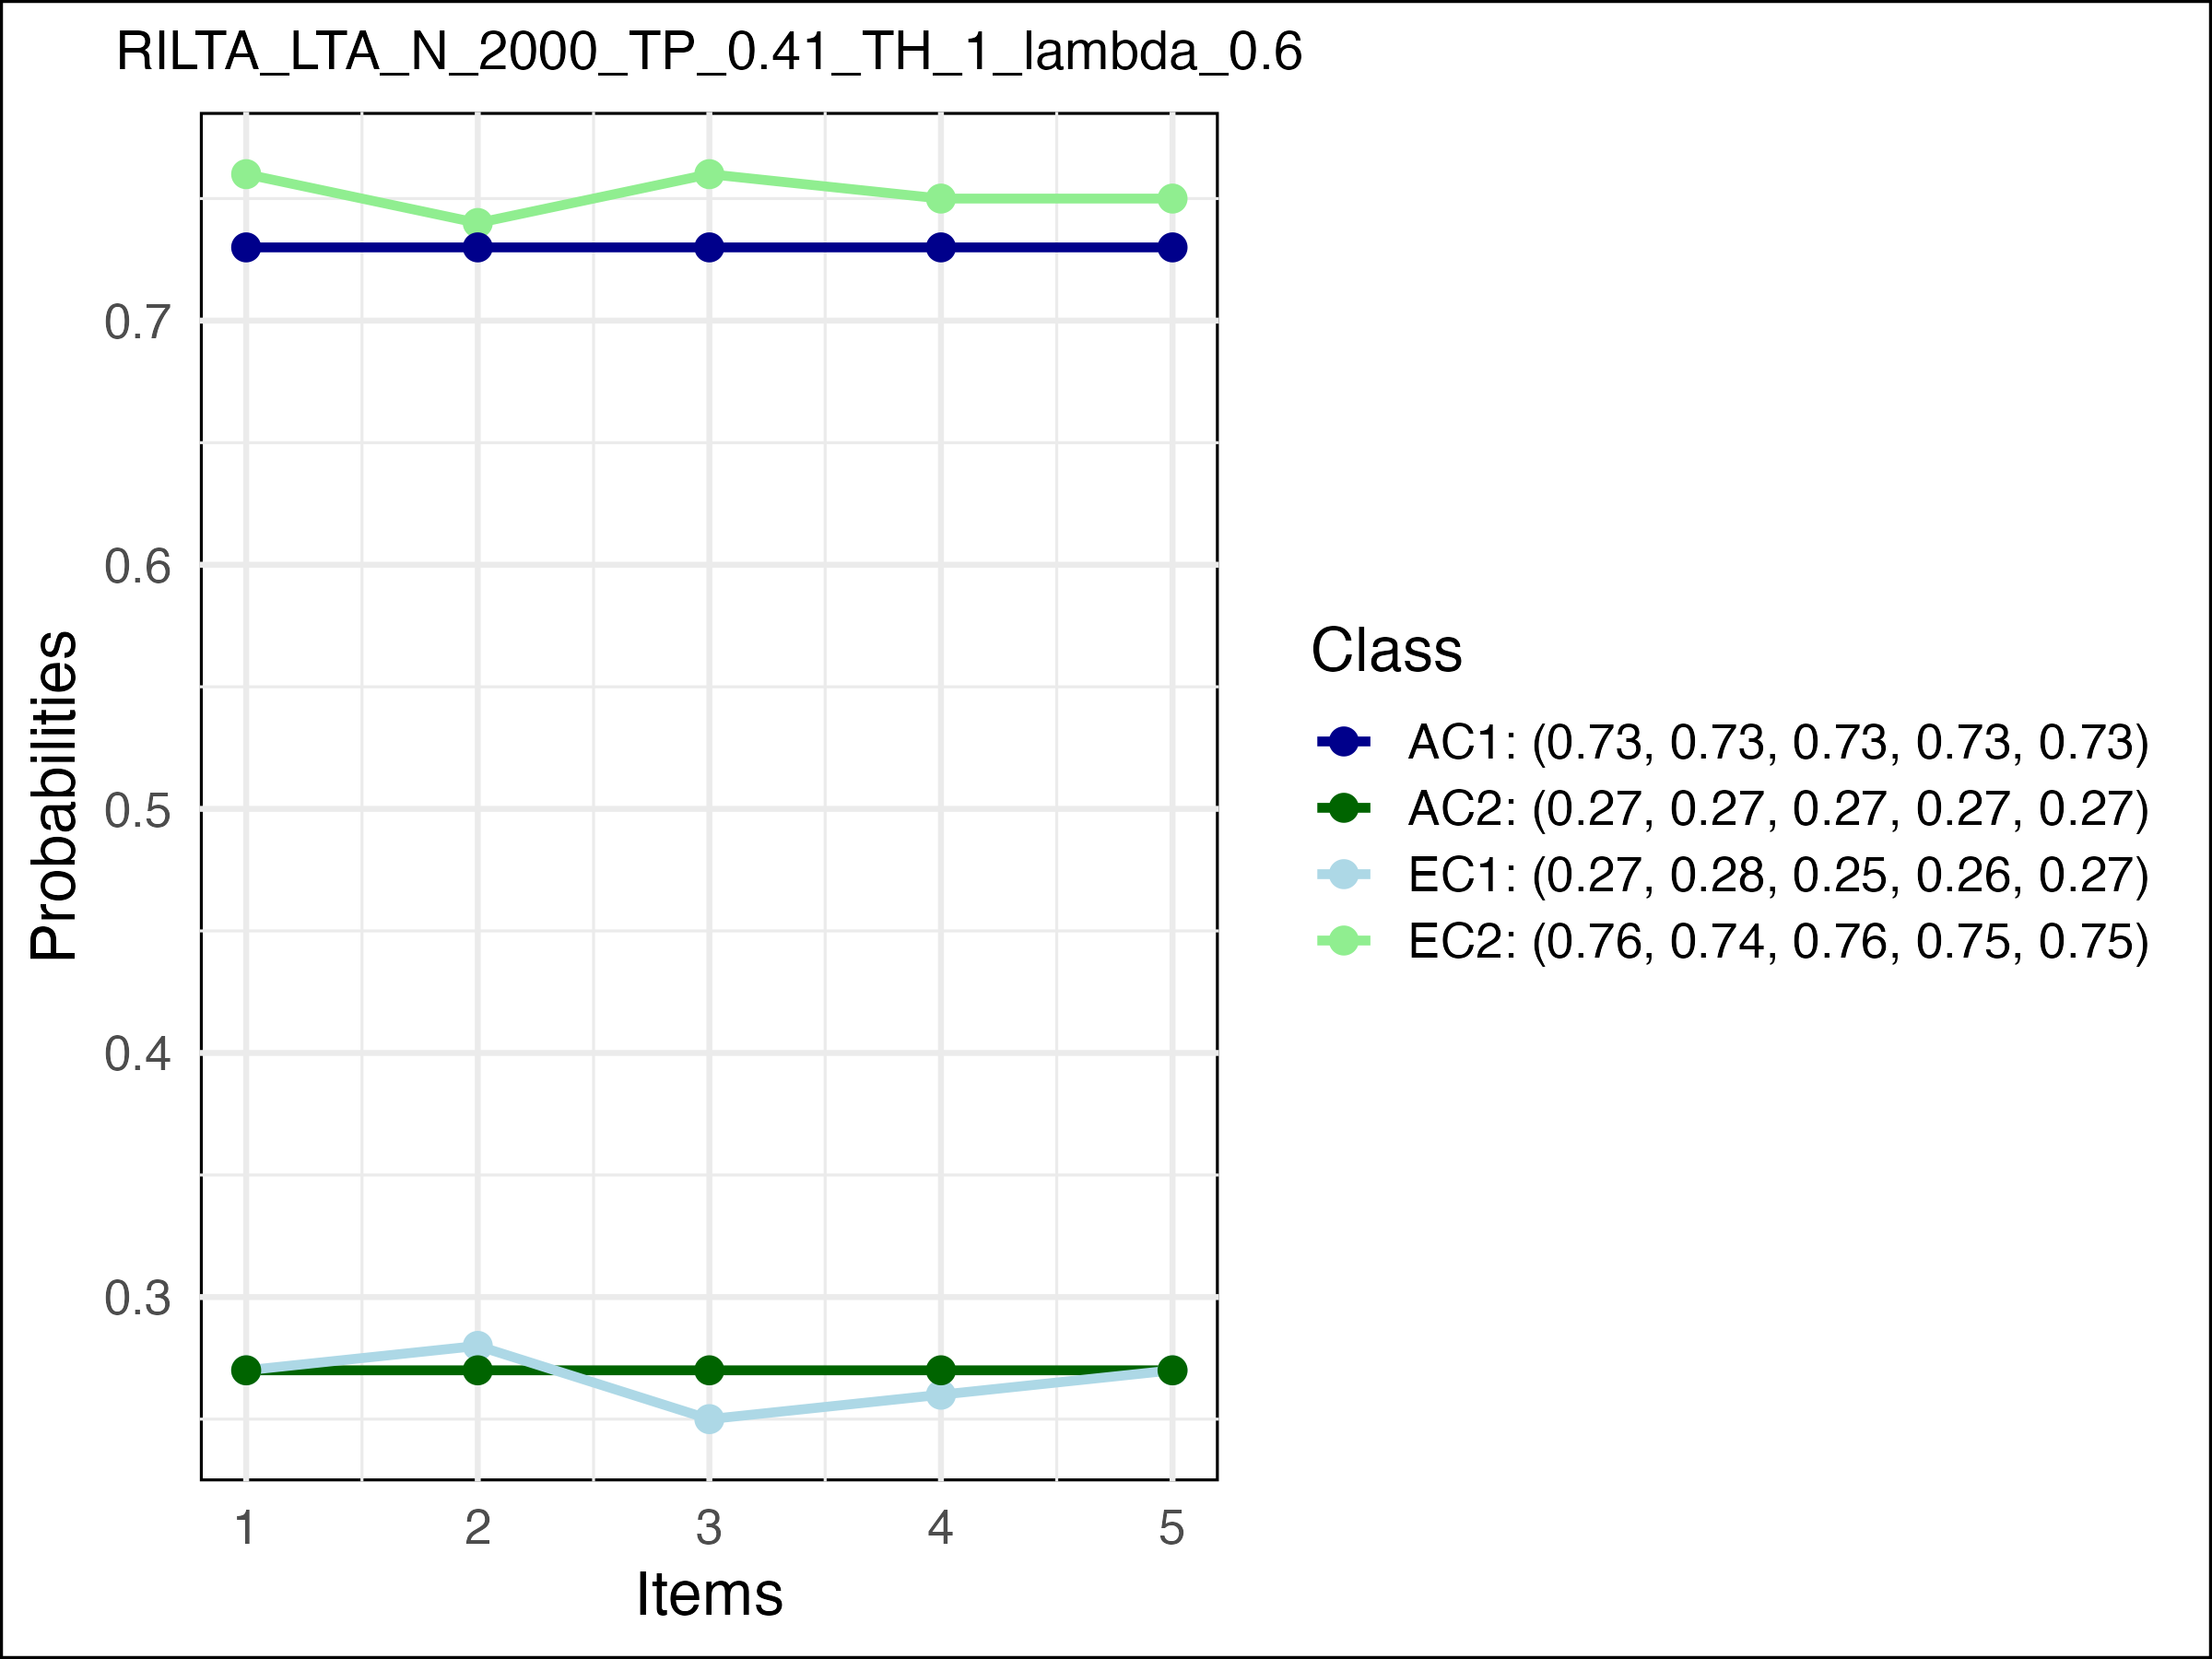 RILTA_LTA_N_2000_TP_0.41_TH_1_lambda_0.6
0.7
0.6
0.5
0.4
0.3
Probabilities
1 2 3 4 5
Items
Class
AC1: (0.73, 0.73, 0.73, 0.73, 0.73)
AC2: (0.27, 0.27, 0.27, 0.27, 0.27)
EC1: (0.27, 0.28, 0.25, 0.26, 0.27)
EC2: (0.76, 0.74, 0.76, 0.75, 0.75)